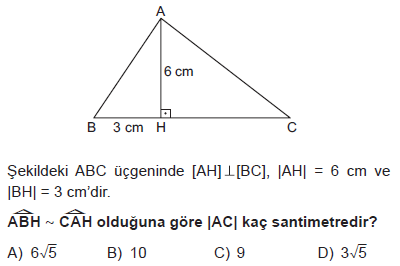 A
6 cm
B 3 cm H C
Şekildeki ABC üçgeninde [AH]⊥[BC], |AH| = 6 cm ve
|BH| = 3 cm’dir.
ABH ~ CAH olduğuna göre |AC| kaç santimetredir?
A) 6√5 B) 10 C) 9 D) 3√5